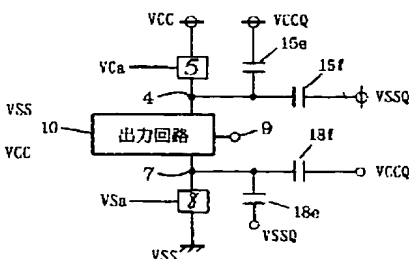 VCC VCCQ
15e
VCa 5 15f
4 VSSQ
VSS
10 出力回路 9
VCC
18f
7 VCCQ
VSa 8
18e
VSS VSSQ